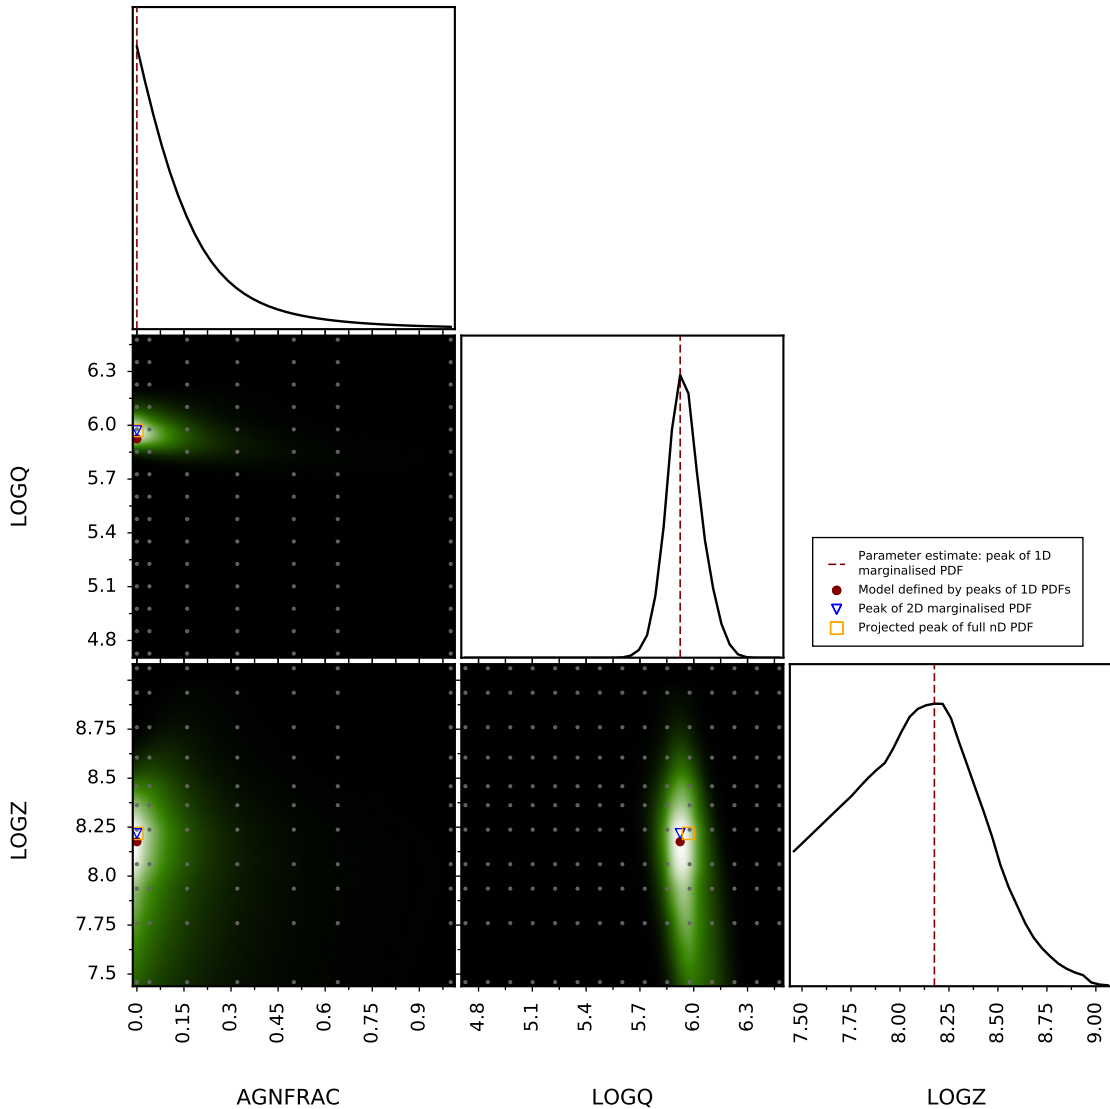 6.3
6.0
5.7
5.4
5.1
4.8
LOGQ
Parameter estimate: peak of 1D
marginalised PDF
Model defined by peaks of 1D PDFs
Peak of 2D marginalised PDF
Projected peak of full nD PDF
8.75
8.5
8.25
8.0
7.75
7.5
LOGZ
0.0 0.15 0.3 0.45 0.6 0.75 0.9
4.8 5.1 5.4 5.7 6.0 6.3
7.50 7.75 8.00 8.25 8.50 8.75 9.00
AGNFRAC LOGQ LOGZ